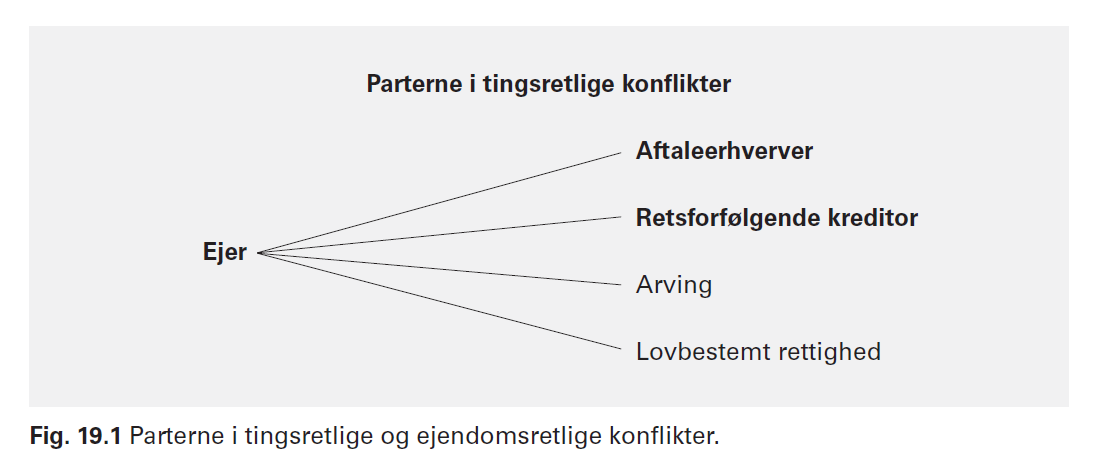 Parterne i tingsretlige konflikter
Aftaleerhverver
Retsforfølgende kreditor
Ejer
Arving
Lovbestemt rettighed
Fig. 19.1 Parterne i tingsretlige og ejendomsretlige konflikter.